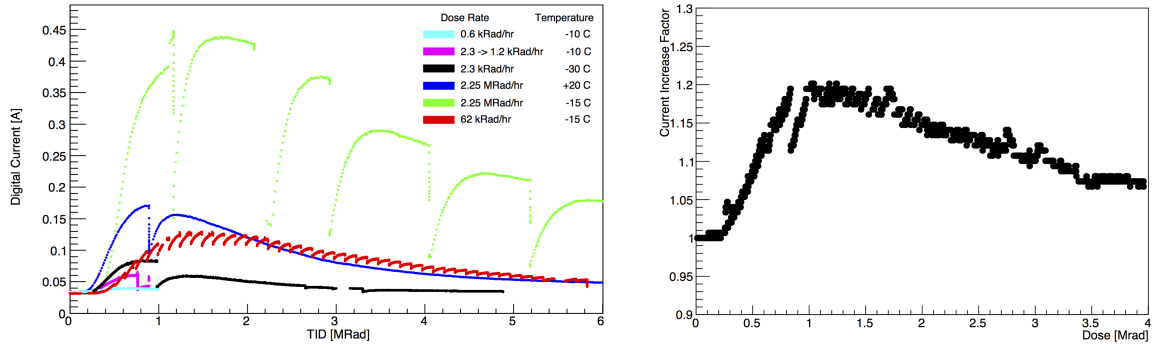 Dose Rate Temperature
0.6 kRad/hr -10 C
2.3 -> 1.2 kRad/hr -10 C
2.3 kRad/hr -30 C
2.25 MRad/hr +20 C
2.25 MRad/hr -15 C
62 kRad/hr -15 C
Digital Current [A]
0.45
0.4
0.35
0.3
0.25
0.2
0.15
0.1
0.05
0
0 1 2 3 4 5 6
TID [MRad]
Current Increase Factor
1.3
1.25
1.2
1.15
1.1
1.05
1
0.95
0.9
0 0.5 1 1.5 2 2.5 3 3.5 4
Dose [Mrad]